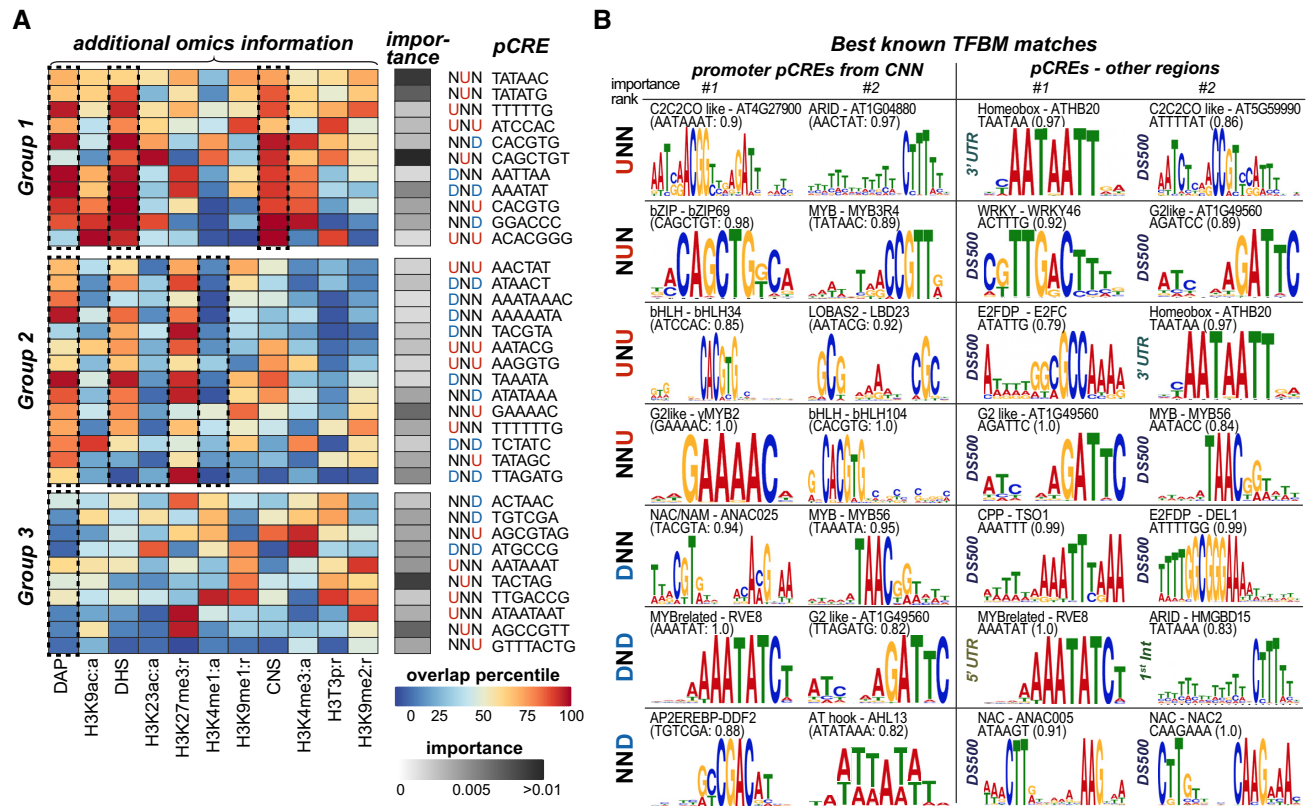 A
additional omics information
impor-
tance
pCRE
Group 1
NUN TATAAC
NUN TATATG
UNN TTTTTG
UNU ATCCAC
NND CACGTG
NUN CAGCTGT
DNN AATTAA
DND AAATAT
NNU CACGTG
NND GGACCC
UNU ACACGGG
Group 2
UNU AACTAT
DND ATAACT
DNN AAATAAAC
DNN AAAAATA
DNN TACGTA
UNU AATACG
UNU AAGGTG
DNN TAAATA
DND ATATAAA
NNU GAAAAC
UNN TTTTTTG
DND TCTATC
NNU TATAGC
DND TTAGATG
Group 3
NND ACTAAC
NND TGTCGA
NNU AGCGTAG
DND ATGCCG
UNN AATAAAT
NUN TACTAG
UNU TTGACCG
UNN ATAATAAT
NUN AGCCGTT
NNU GTTTACTG
DAP
H3K9ac:a
DHS
H3K23ac:a
H3K27me3:r
H3K4me1:a
H3K9me1:r
CNS
H3K4me3:a
H3T3p:r
H3K9me2:r
overlap percentile
0 25 50 75 100
importance
0 0.005 >0.01
B
Best known TFBM matches
importance
rank
promoter pCREs from CNN
pCREs - other regions
#1 #2 #1 #2
UNN
C2C2CO like - AT4G27900
(AATAAAT: 0.9)
ARID - AT1G04880
(AACTAT: 0.97)
3' UTR
Homeobox - ATHB20
TAATAA (0.97)
DS500
C2C2CO like - AT5G59990
ATTTTAT (0.86)
NUN
bZIP - bZIP69
(CAGCTGT: 0.98)
MYB - MYB3R4
(TATAAC: 0.89)
DS500
WRKY - WRKY46
ACTTTG (0.92)
DS500
G2like - AT1G49560
AGATCC (0.89)
UNU
bHLH - bHLH34
(ATCCAC: 0.85)
LOBAS2 - LBD23
(AATACG: 0.92)
DS500
E2FDP - E2FC
ATATTG (0.79)
3' UTR
Homeobox - ATHB20
TAATAA (0.97)
NNU
G2like - yMYB2
(GAAAAC: 1.0)
bHLH - bHLH104
(CACGTG: 1.0)
DS500
G2 like - AT1G49560
AGATTC (1.0)
DS500
MYB - MYB56
AATACC (0.84)
DNN
NAC/NAM - ANAC025
(TACGTA: 0.94)
MYB - MYB56
(TAAATA: 0.95)
DS500
CPP - TSO1
AAATTT (0.99)
DS500
E2FDP - DEL1
ATTTTGG (0.99)
DND
MYBrelated - RVE8
(AAATAT: 1.0)
G2 like - AT1G49560
(TTAGATG: 0.82)
5' UTR
MYBrelated - RVE8
AAATAT (1.0)
1st Int
ARID - HMGBD15
TATAAA (0.83)
NND
AP2EREBP-DDF2
(TGTCGA: 0.88)
AT hook - AHL13
(ATATAAA: 0.82)
DS500
NAC - ANAC005
ATAAGT (0.91)
DS500
NAC - NAC2
CAAGAAA (1.0)